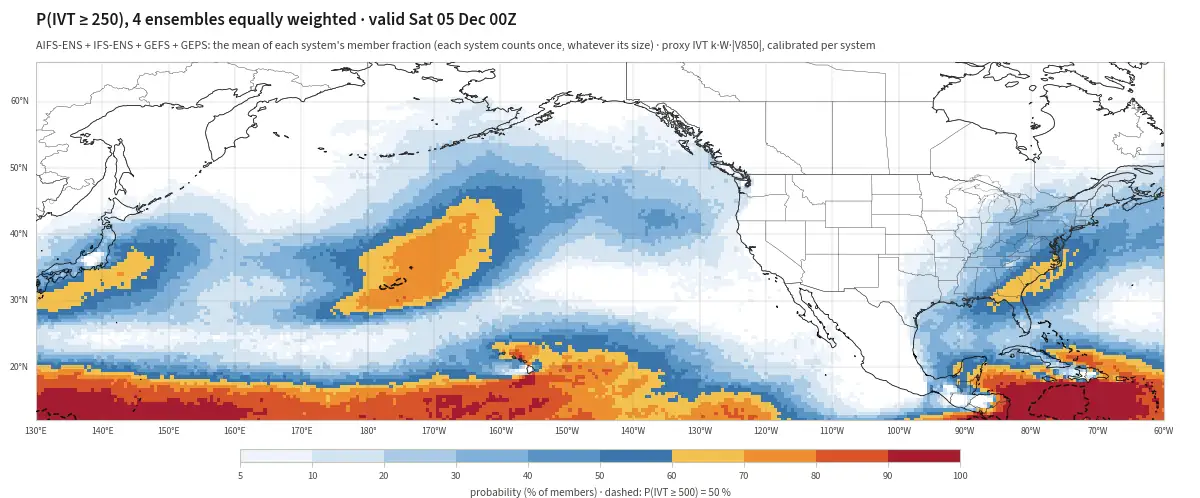 P(IVT ≥ 250), 4 ensembles equally weighted · valid Sat 05 Dec 00Z
AIFS-ENS + IFS-ENS + GEFS + GEPS: the mean of each system's member fraction (each system counts once, whatever its size) · proxy IVT k·W·|V850|, calibrated per system
60°N
50°N
40°N
30°N
20°N
130°E 140°E 150°E 160°E 170°E 180° 170°W 160°W 150°W 140°W 130°W 120°W 110°W 100°W 90°W 80°W 70°W 60°W
5 10 20 30 40 50 60 70 80 90 100
probability (% of members) · dashed: P(IVT ≥ 500) = 50 %